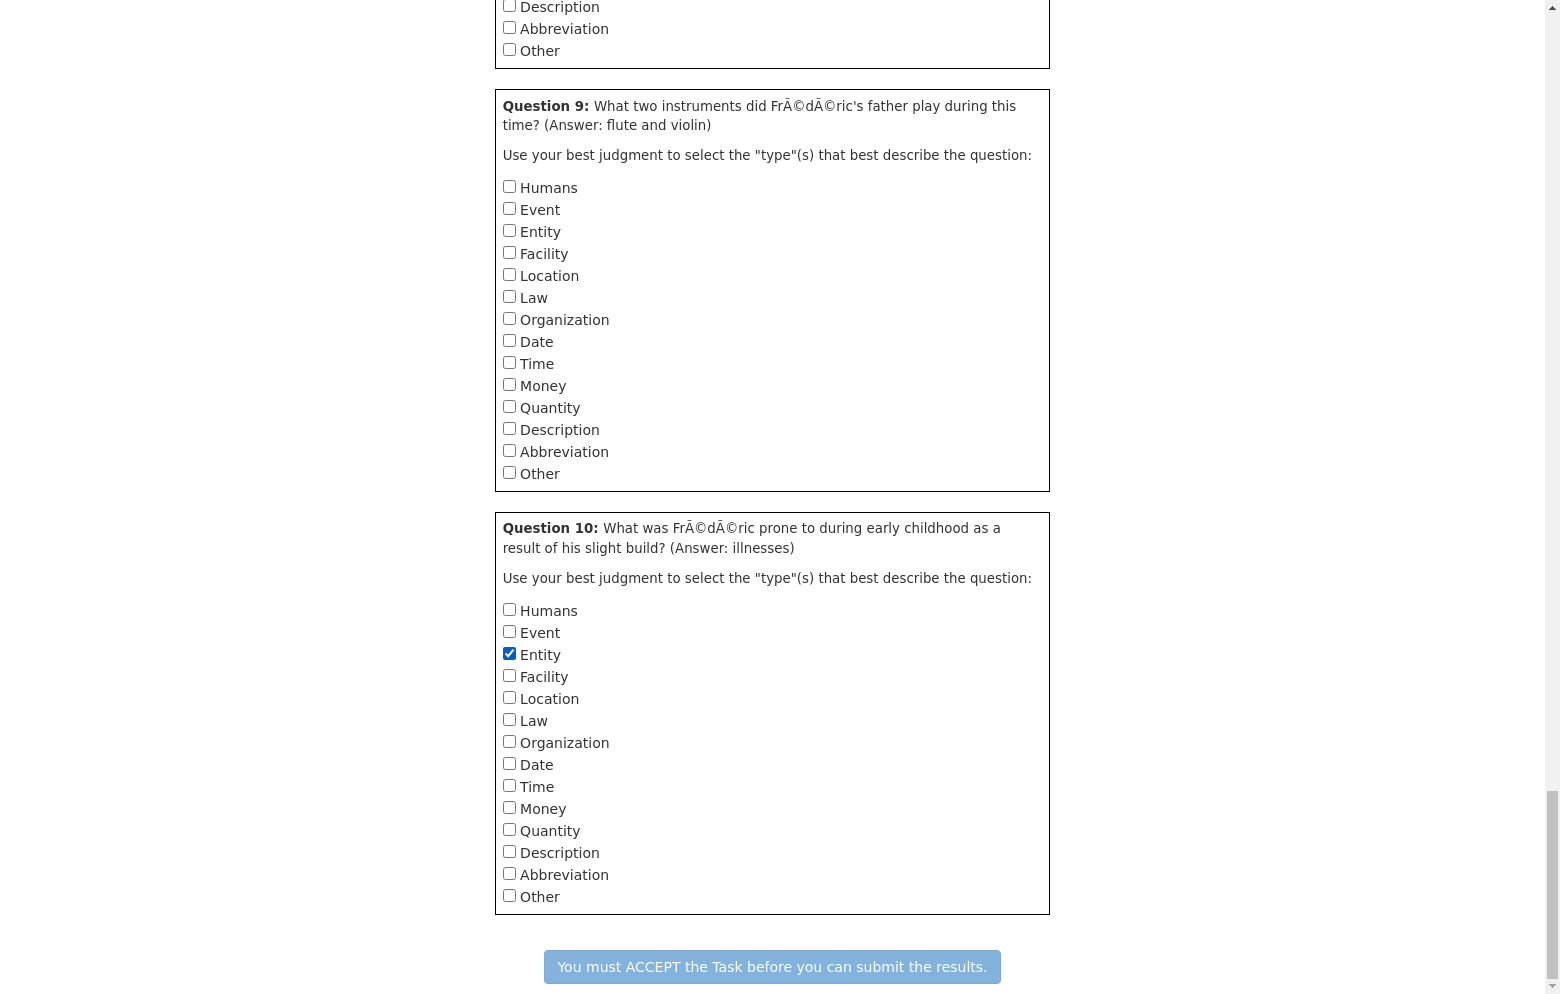 Description
Abbreviation
Other
Question 9: What two instruments did FrÃ©dÃ©ric's father play during this
time? (Answer: flute and violin)
Use your best judgment to select the "type"(s) that best describe the question:
Humans
Event
Entity
Facility
Location
Law
Organization
Date
Time
Money
Quantity
Description
Abbreviation
Other
Question 10: What was FrÃ©dÃ©ric prone to during early childhood as a
result of his slight build? (Answer: illnesses)
Use your best judgment to select the "type"(s) that best describe the question:
Humans
Event
Entity
Facility
Location
Law
Organization
Date
Time
Money
Quantity
Description
Abbreviation
Other
You must ACCEPT the Task before you can submit the results.